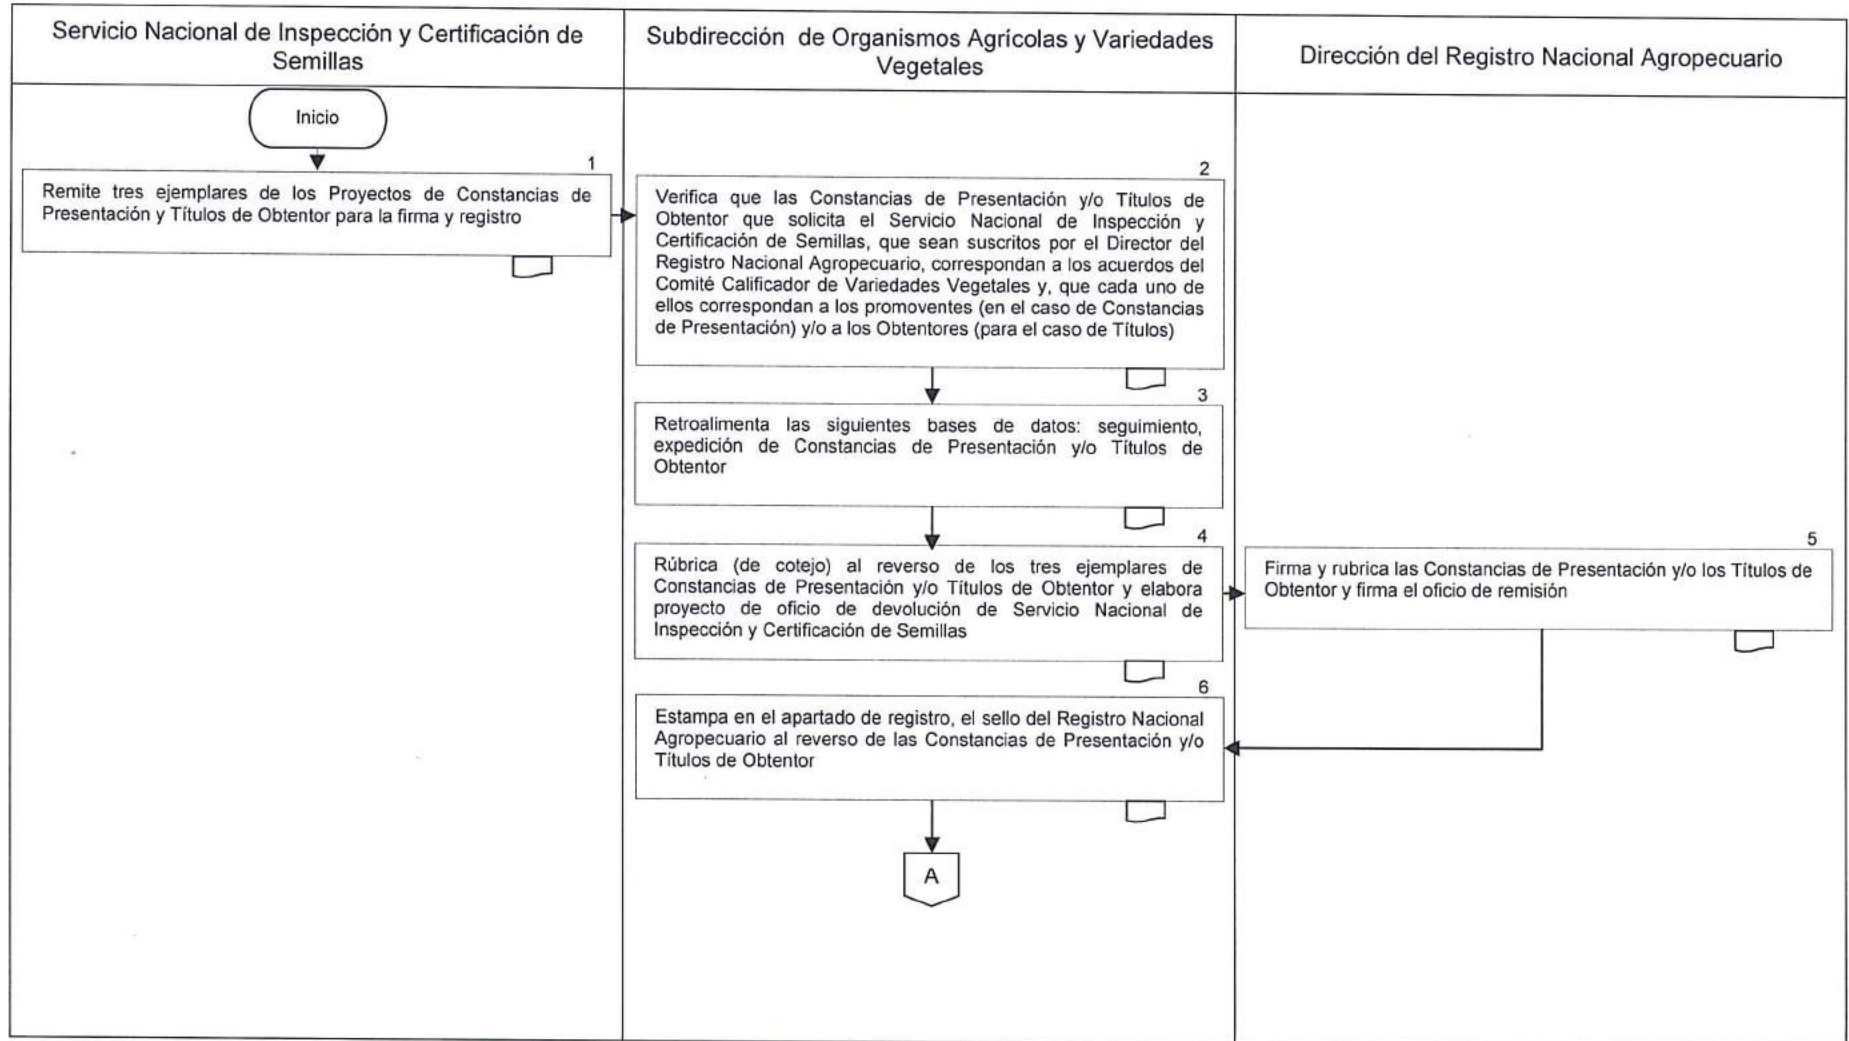 Servicio Nacional de Inspección y Certificación de
Semillas
Subdirección de Organismos Agrícolas y Variedades
Vegetales
Dirección del Registro Nacional Agropecuario
Inicio
1
Remite tres ejemplares de los Proyectos de Constancias de
Presentación y Títulos de Obtentor para la firma y registro
2
Verifica que las Constancias de Presentación y/o Títulos de
Obtentor que solicita el Servicio Nacional de Inspección y
Certificación de Semillas, que sean suscritos por el Director del
Registro Nacional Agropecuario, correspondan a los acuerdos del
Comité Calificador de Variedades Vegetales y, que cada uno de
ellos correspondan a los promoventes (en el caso de Constancias
de Presentación) y/o a los Obtentores (para el caso de Títulos)
3
Retroalimenta las siguientes bases de datos: seguimiento,
expedición de Constancias de Presentación y/o Títulos de
Obtentor
4
Rúbrica (de cotejo) al reverso de los tres ejemplares de
Constancias de Presentación y/o Títulos de Obtentor y elabora
proyecto de oficio de devolución de Servicio Nacional de
Inspección y Certificación de Semillas
5
Firma y rubrica las Constancias de Presentación y/o los Títulos de
Obtentor y firma el oficio de remisión
6
Estampa en el apartado de registro, el sello del Registro Nacional
Agropecuario al reverso de las Constancias de Presentación y/o
Títulos de Obtentor
A